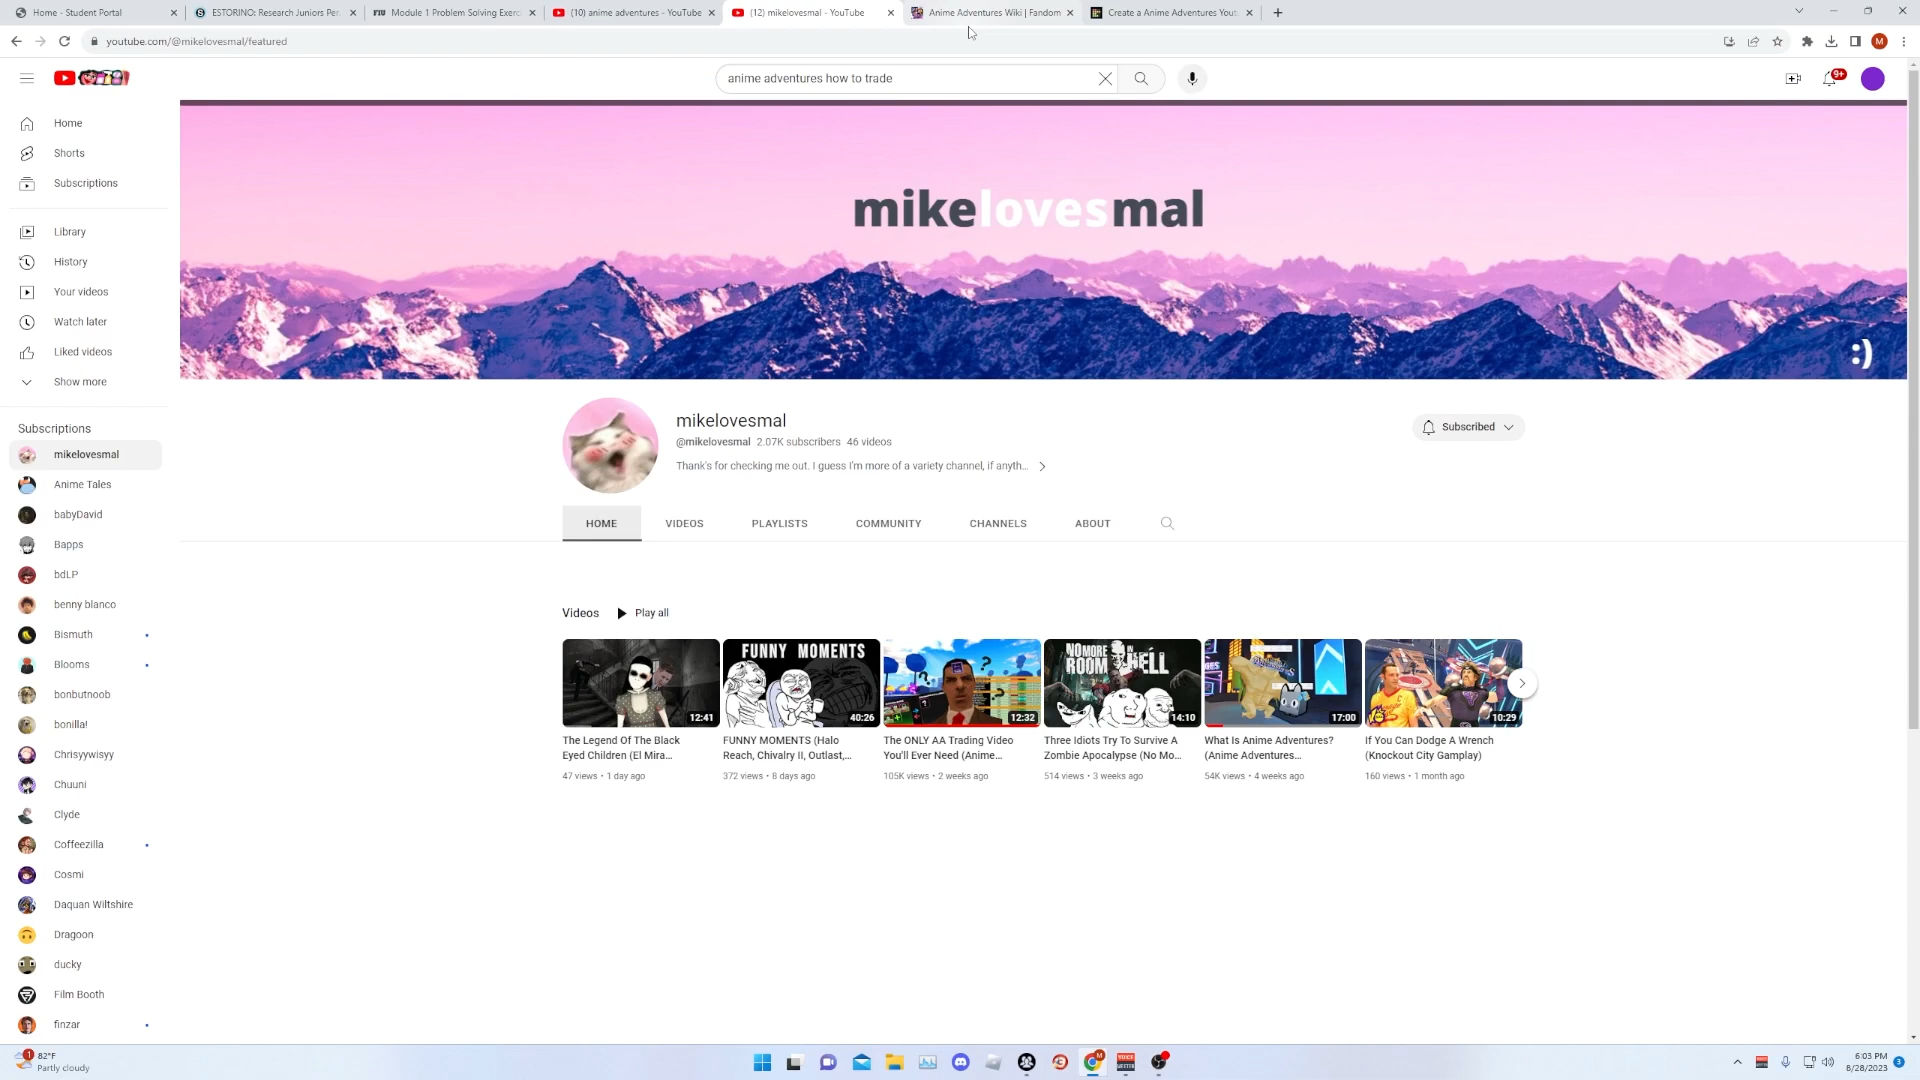 Home - Student Portal
ESTORINO: Research Juniors Per
Module 1 Problem Solving Exerc
(10) anime adventures - YouTube
(12) mikelovesmal - YouTube
Anime Adventures Wiki | Fandom
Create a Anime Adventures Yout
youtube.com/@mikelovesmal/featured
M
anime adventures how to trade
9+
Home
Shorts
Subscriptions
Library
History
Your videos
Watch later
Liked videos
Show more
Subscriptions
mikelovesmal
Anime Tales
babyDavid
Bapps
bdLP
benny blanco
Bismuth
Blooms
bonbutnoob
bonilla!
Chrisyywisyy
Chuuni
Clyde
Coffeezilla
Cosmi
Daquan Wiltshire
Dragoon
ducky
Film Booth
finzar
mikelovesmal
:)
mikelovesmal
@mikelovesmal 2.07K subscribers 46 videos
Thank's for checking me out. I guess I'm more of a variety channel, if anyth...
Subscribed
HOME
VIDEOS
PLAYLISTS
COMMUNITY
CHANNELS
ABOUT
Videos
Play all
12:41
The Legend Of The Black
Eyed Children (El Mira...
47 views • 1 day ago
FUNNY MOMENTS
40:26
FUNNY MOMENTS (Halo
Reach, Chivalry II, Outlast,...
372 views • 8 days ago
12:32
The ONLY AA Trading Video
You'll Ever Need (Anime...
105K views • 2 weeks ago
NO MORE
ROOM IN HELL
14:10
Three Idiots Try To Survive A
Zombie Apocalypse (No Mo...
514 views • 3 weeks ago
17:00
What Is Anime Adventures?
(Anime Adventures...
54K views • 4 weeks ago
10:29
If You Can Dodge A Wrench
(Knockout City Gamplay)
160 views • 1 month ago
1
82°F
Partly cloudy
6:03 PM
8/28/2023
3